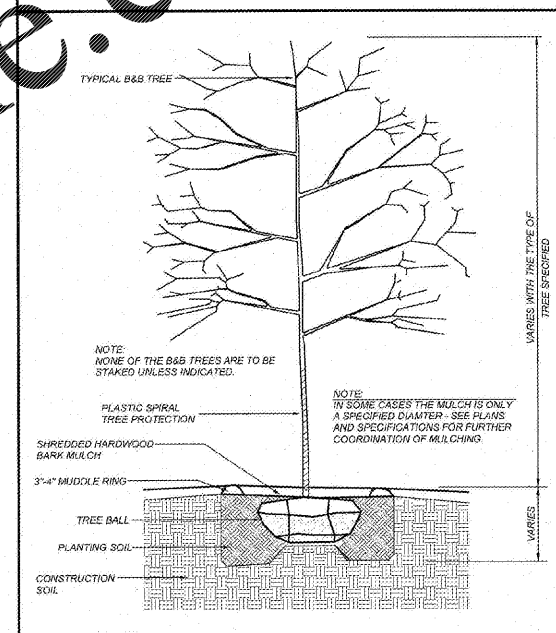 e.c
TYPICAL B&B TREE
VARIES WITH THE TYPE OF
TREE SPECIFIED
NOTE:
NONE OF THE B&B TREES ARE TO BE
STAKED UNLESS INDICATED.
NOTE:
IN SOME CASES THE MULCH IS ONLY
A SPECIFIED DIAMTER - SEE PLANS
AND SPECIFICATIONS FOR FURTHER
COORDINATION OF MULCHING
PLASTIC SPIRAL
TREE PROTECTION
SHREDDED HARDWOOD
BARK MULCH
3"-4" MUDDLE RING
TREE BALL
VARIES
PLANTING SOIL
CONSTRUCTION
SOIL